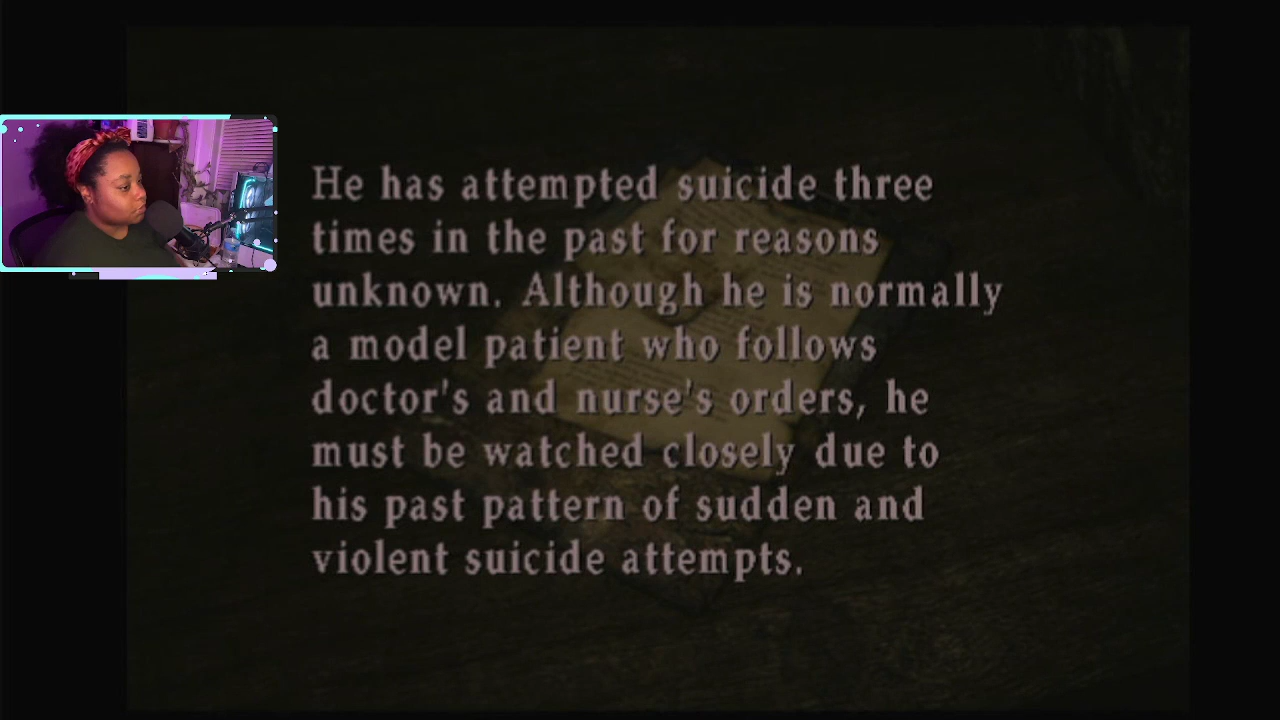 He has attempted suicide three
times in the past for reasons
unknown. Although he is normally
a model patient who follows
doctor's and nurse's orders, he
must be watched closely due to
his past pattern of sudden and
violent suicide attempts.